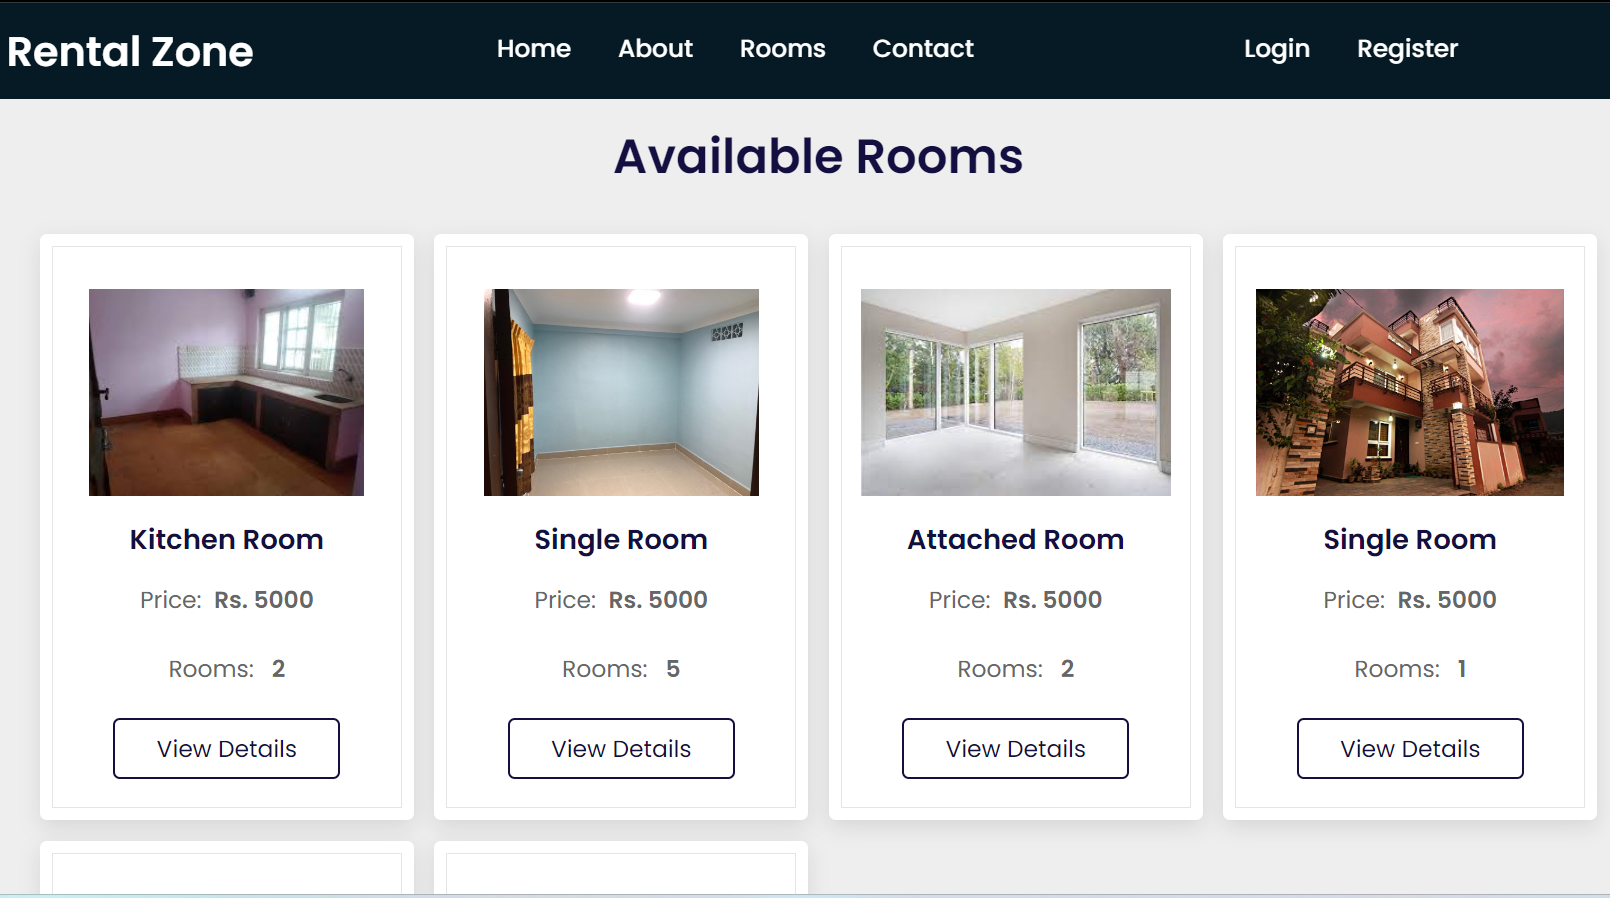 Rental Zone
Home About Rooms Contact
Login Register
Available Rooms
Kitchen Room
Price: Rs. 5000
Rooms: 2
View Details
Single Room
Price: Rs. 5000
Rooms: 5
View Details
Attached Room
Price: Rs. 5000
Rooms: 2
View Details
Single Room
Price: Rs. 5000
Rooms: 1
View Details